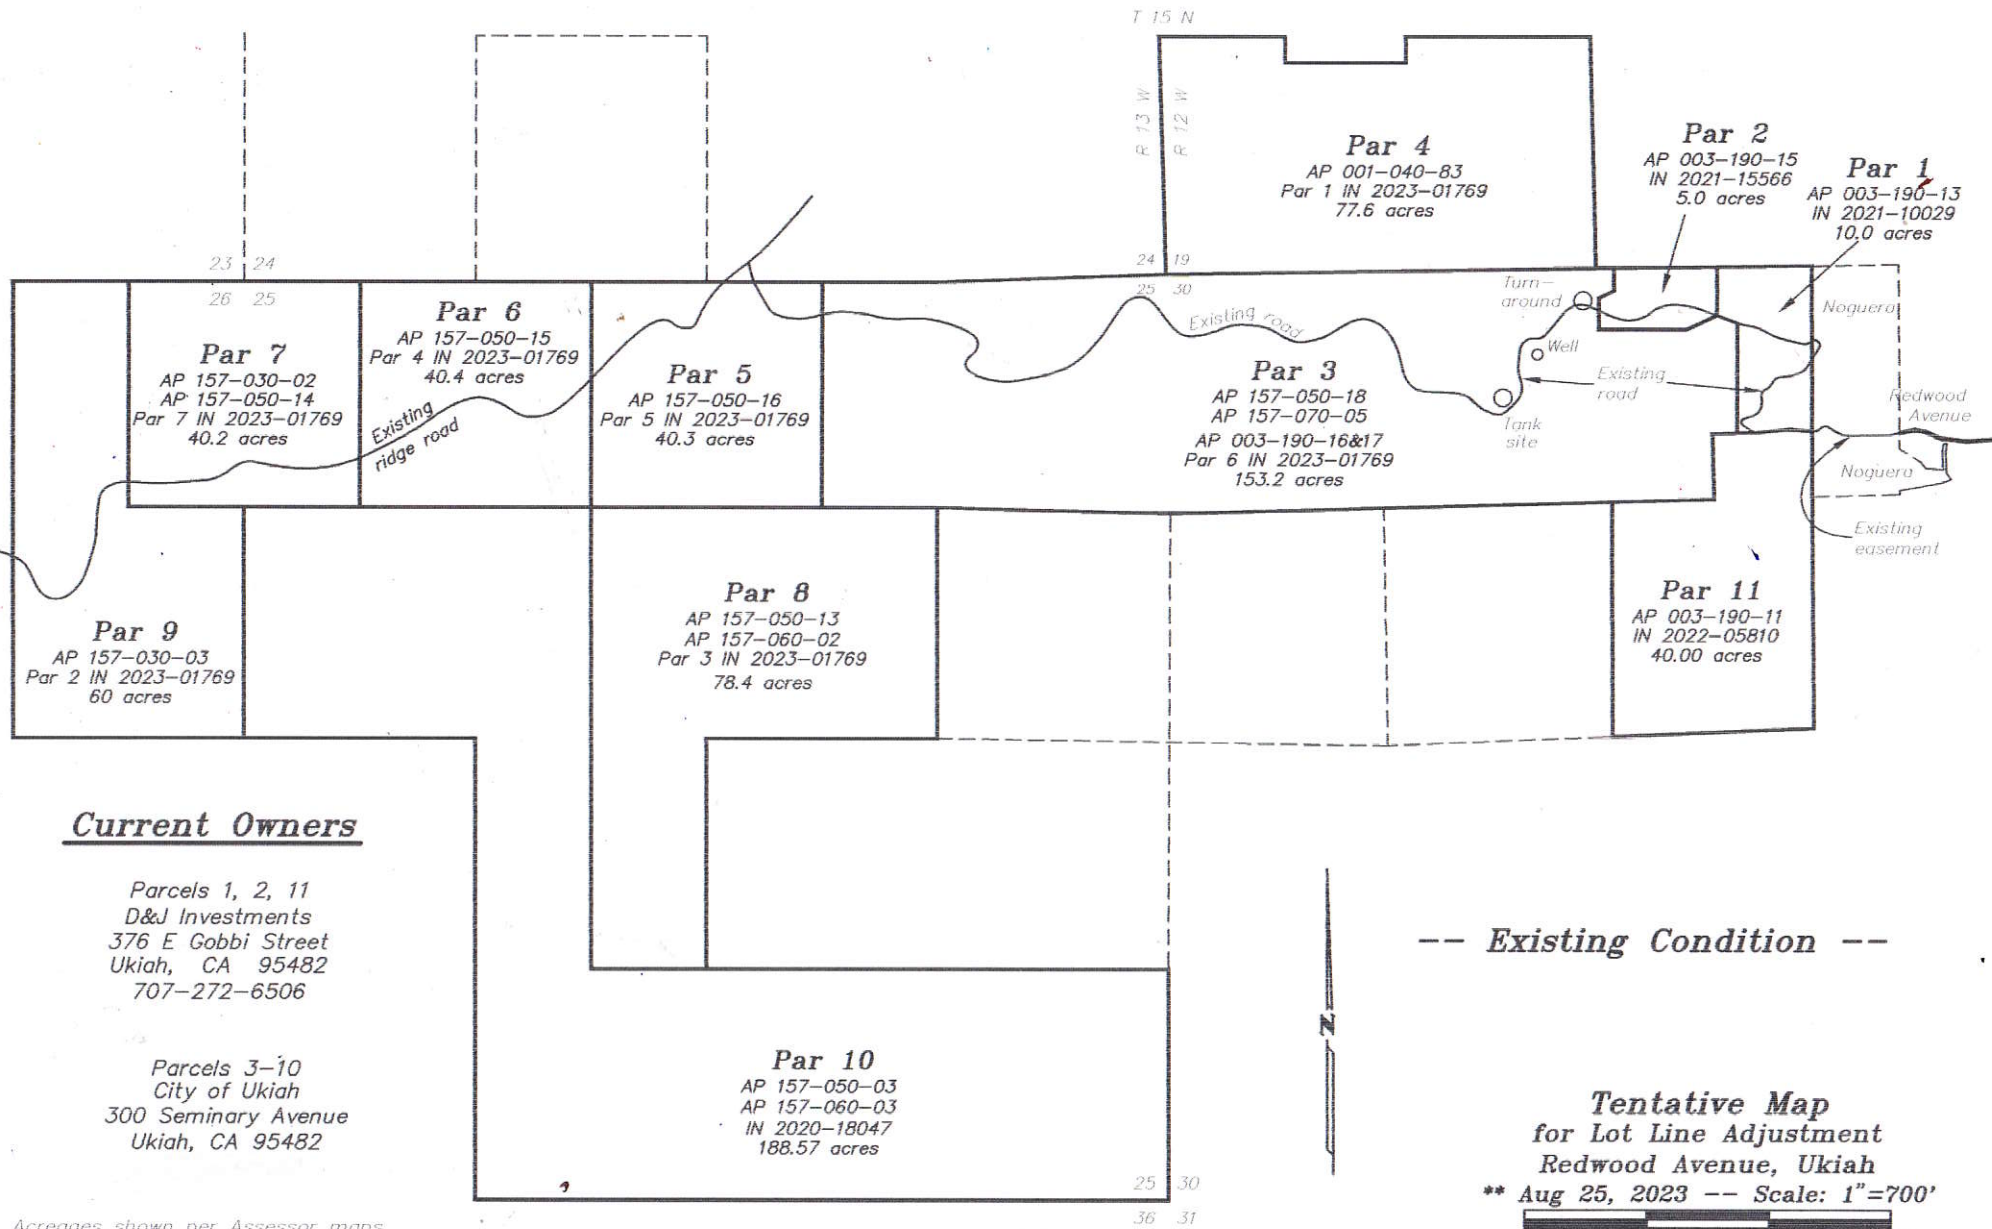 T 15 N
R 13 W
R 12 W
Par 4
AP 001-040-83
Par 1 IN 2023-01769
77.6 acres
Par 2
AP 003-190-15
IN 2021-15566
5.0 acres
Par 1
AP 003-190-13
IN 2021-10029
10.0 acres
23 24
26 25
24 19
25 30
Par 7
AP 157-030-02
AP 157-050-14
Par 7 IN 2023-01769
40.2 acres
Par 6
AP 157-050-15
Par 4 IN 2023-01769
40.4 acres
Existing
ridge road
Par 5
AP 157-050-16
Par 5 IN 2023-01769
40.3 acres
Existing road
Par 3
AP 157-050-18
AP 157-070-05
AP 003-190-16&17
Par 6 IN 2023-01769
153.2 acres
Turn-
around
Well
Tank
site
Existing
road
Noguera
Redwood
Avenue
Noguera
Existing
easement
Par 9
AP 157-030-03
Par 2 IN 2023-01769
60 acres
Par 8
AP 157-050-13
AP 157-060-02
Par 3 IN 2023-01769
78.4 acres
Par 11
AP 003-190-11
IN 2022-05810
40.00 acres
Current Owners
Parcels 1, 2, 11
D&J Investments
376 E Gobbi Street
Ukiah, CA 95482
707-272-6506
Parcels 3-10
City of Ukiah
300 Seminary Avenue
Ukiah, CA 95482
Par 10
AP 157-050-03
AP 157-060-03
IN 2020-18047
188.57 acres
25 30
36 31
N
-- Existing Condition --
Tentative Map
for Lot Line Adjustment
Redwood Avenue, Ukiah
** Aug 25, 2023 -- Scale: 1"=700'
Acreages shown per Assessor maps